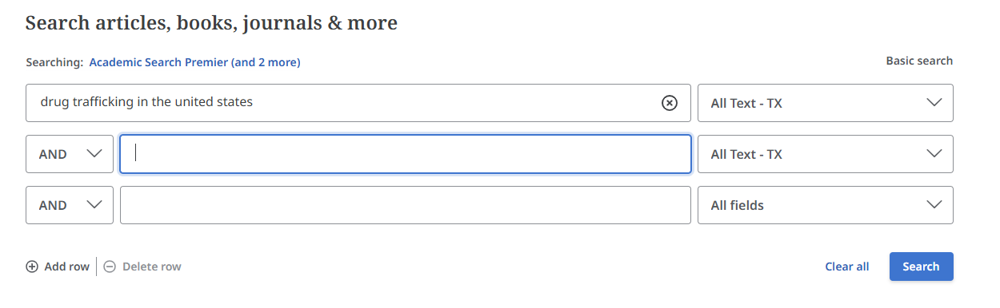 Search articles, books, journals & more
Searching: Academic Search Premier (and 2 more)
Basic search
drug trafficking in the united states
All Text - TX
AND
All Text - TX
AND
All fields
Add row
Delete row
Clear all
Search